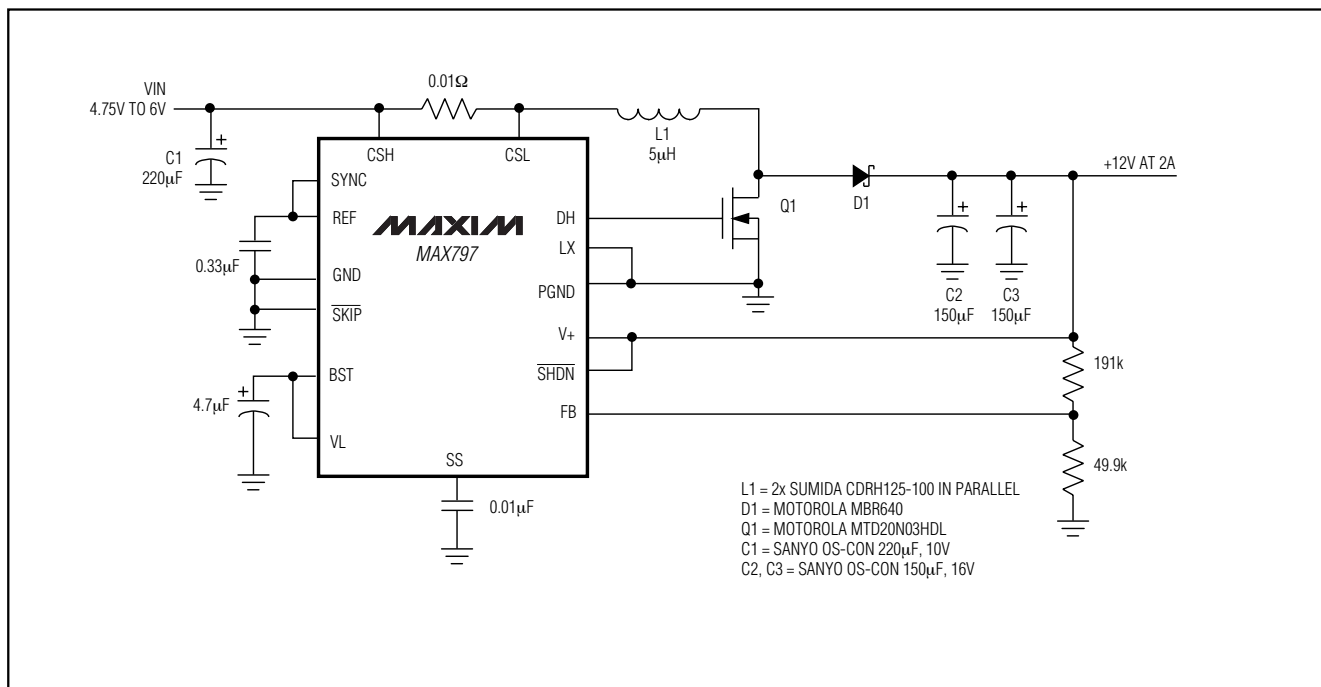 VIN
4.75V TO 6V
0.01Ω
L1
5µH
C1
220µF
+
CSH
CSL
SYNC
REF
0.33µF
GND
SKIP
MAXIM
MAX797
DH
LX
PGND
Q1
D1
+12V AT 2A
+
+
C2
150µF
C3
150µF
V+
SHDN
191k
BST
+
4.7µF
VL
FB
SS
0.01µF
49.9k
L1 = 2x SUMIDA CDRH125-100 IN PARALLEL
D1 = MOTOROLA MBR640
Q1 = MOTOROLA MTD20N03HDL
C1 = SANYO OS-CON 220µF, 10V
C2, C3 = SANYO OS-CON 150µF, 16V